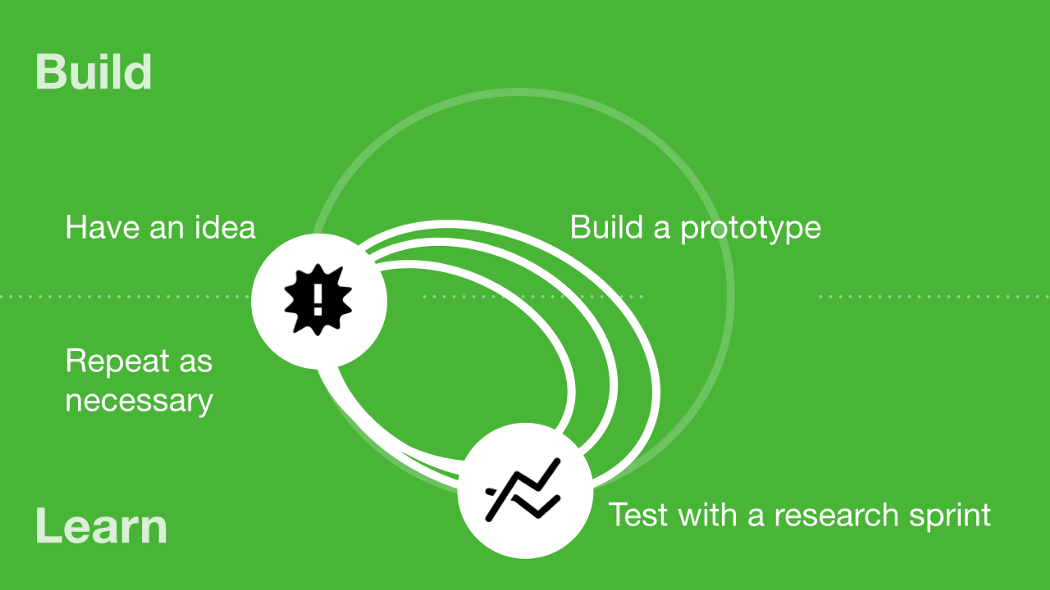 Build
Have an idea
Build a prototype
Repeat as
necessary
Learn
Test with a research sprint